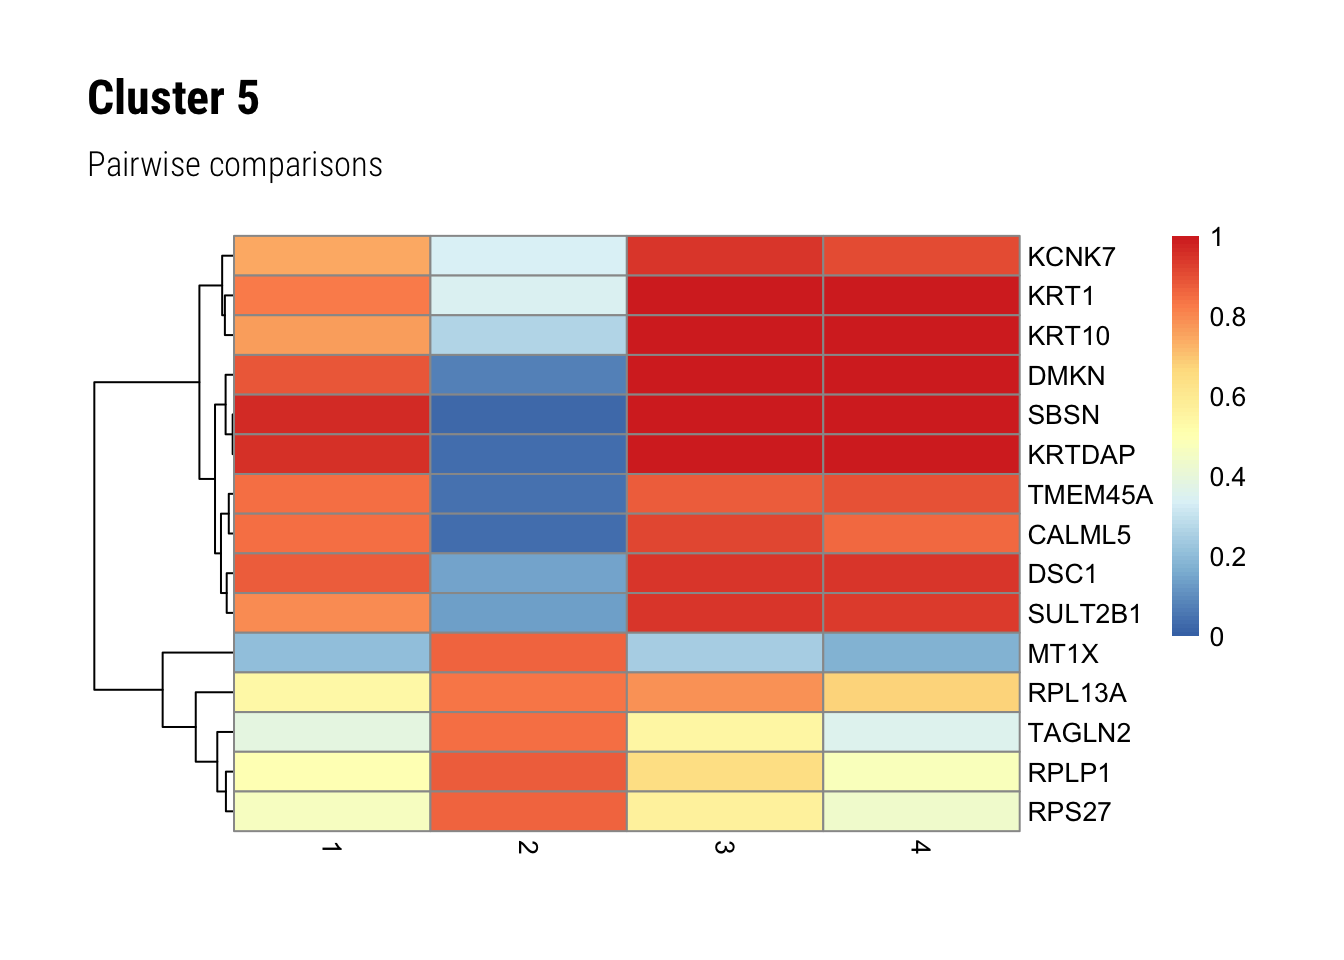 Cluster 5
Pairwise comparisons
KCNK7
KRT1
KRT10
DMKN
SBSN
KRTDAP
TMEM45A
CALML5
DSC1
SULT2B1
MT1X
RPL13A
TAGLN2
RPLP1
RPS27
1
0.8
0.6
0.4
0.2
0
1 2 3 4